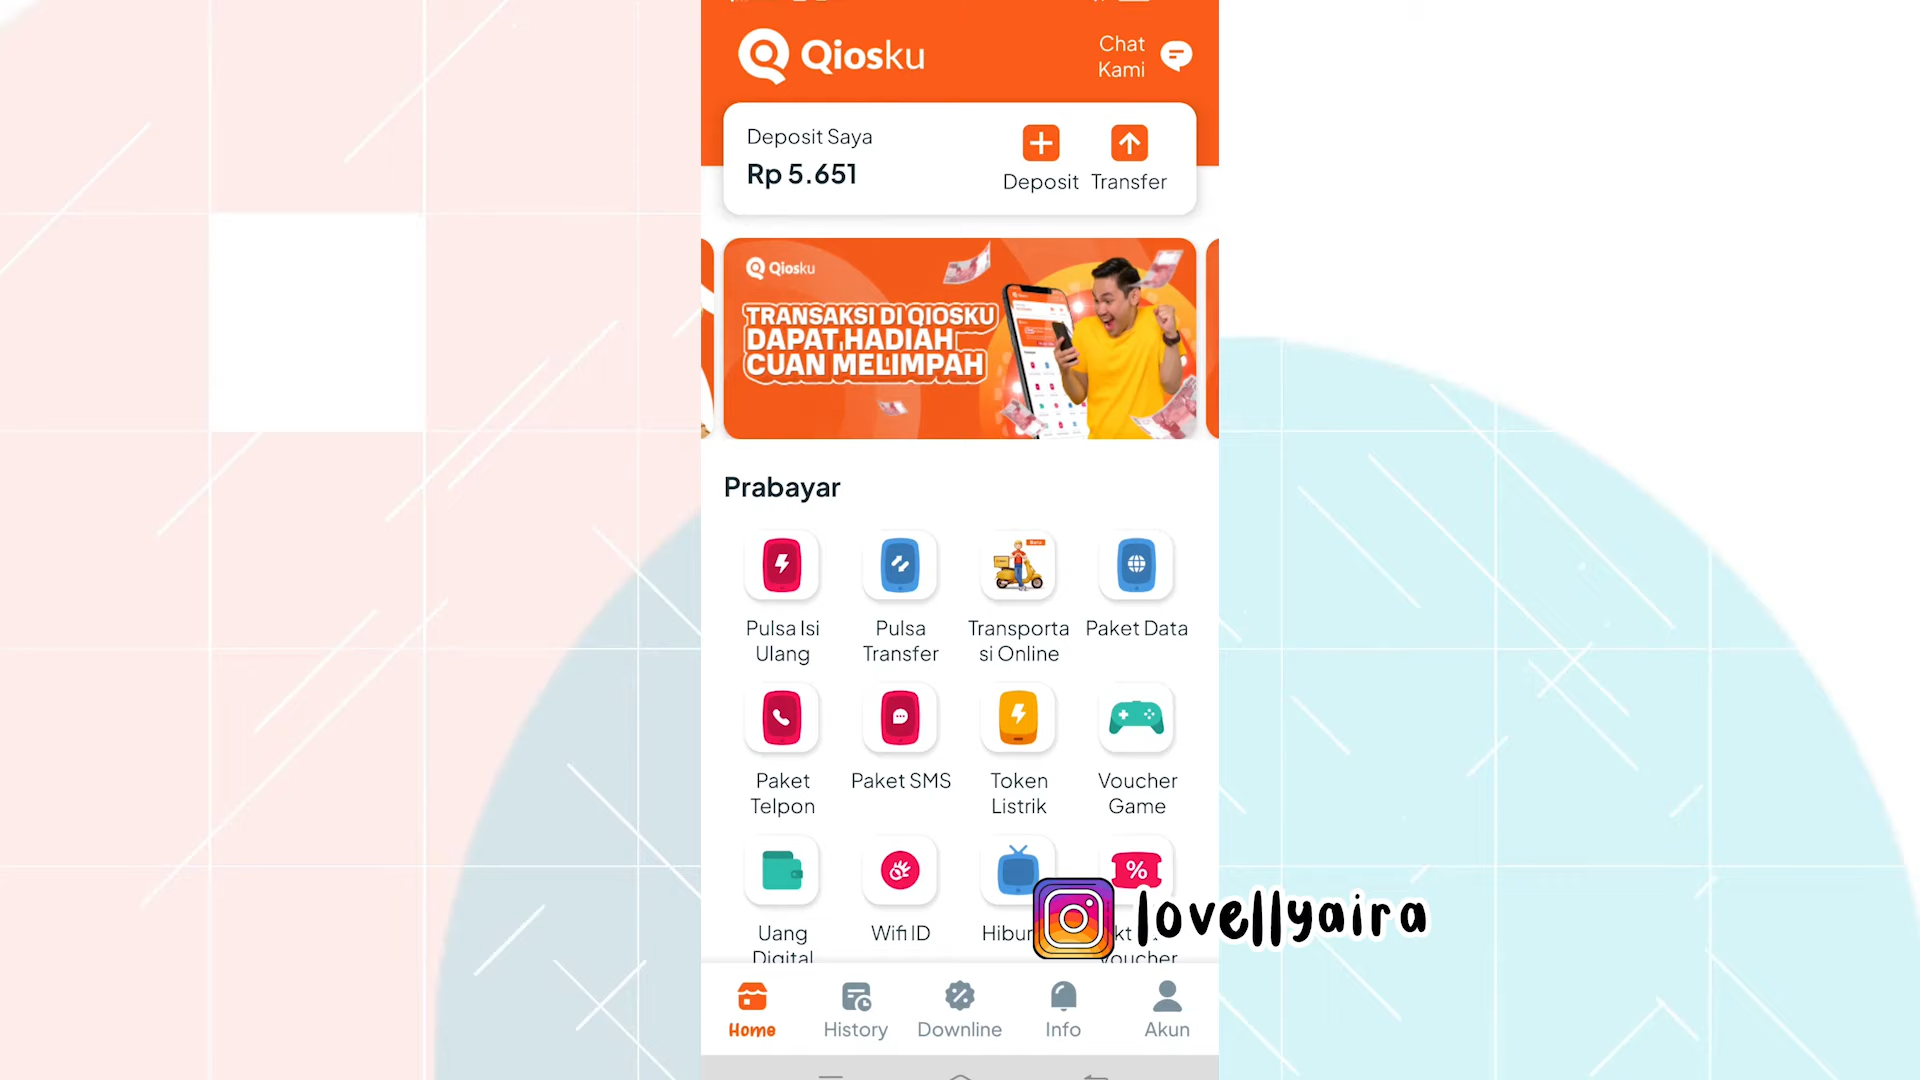 Qiosku
Chat
Kami
Deposit Saya
Rp 5.651
Deposit
Transfer
Qiosku
TRANSAKSI DI QIOSKU
DAPAT HADIAH
CUAN MELIMPAH
Prabayar
Pulsa Isi
Ulang
Pulsa
Transfer
Transporta
si Online
Paket Data
Paket
Telpon
Paket SMS
Token
Listrik
Voucher
Game
Uang
Digital
Wifi ID
Voucher
lovellyaira
Home
History
Downline
Info
Akun